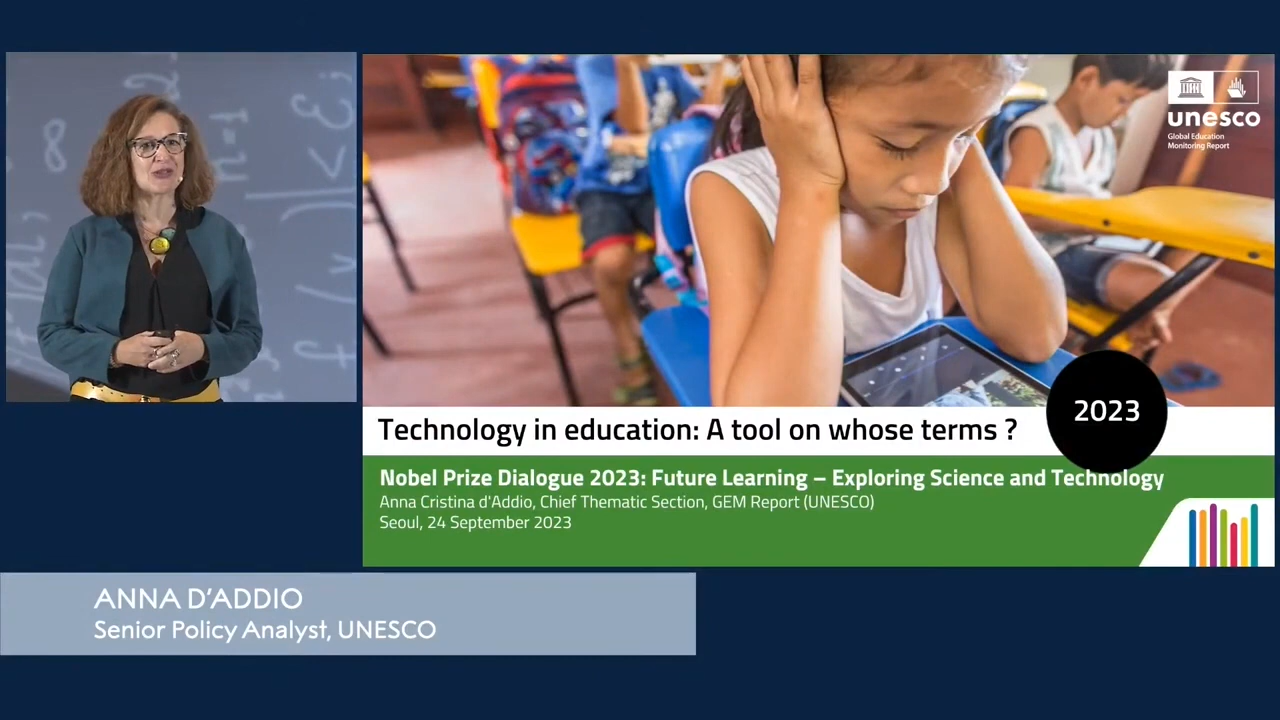 unesco
Global Education
Monitoring Report
2023
Technology in education: A tool on whose terms ?
Nobel Prize Dialogue 2023: Future Learning – Exploring Science and Technology
Anna Cristina d'Addio, Chief Thematic Section, GEM Report (UNESCO)
Seoul, 24 September 2023
ANNA D'ADDIO
Senior Policy Analyst, UNESCO